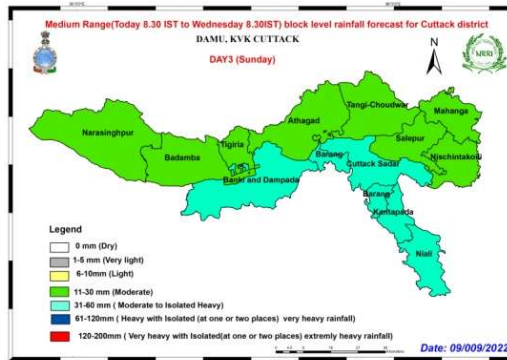 Medium Range(Today 8.30 IST to Wednesday 8.30IST) block level rainfall forecast for Cuttack district
DAMU, KVK CUTTACK
DAY3 (Sunday)
N
NRRI
Tangi-Choudwar
Mahanga
Athagad
Narasinghpur
Salepur
Tigiria
Badamba
Barang
Nischintakoili
Cuttack Sadar
Banki and Dampada
Barang
Kantapada
Niali
Legend
0 mm (Dry)
1-5 mm (Very light)
6-10mm (Light)
11-30 mm (Moderate)
31-60 mm ( Moderate to Isolated Heavy)
61-120mm ( Heavy with Isolated (at one or two places) very heavy rainfall)
120-200mm ( Very heavy with Isolated(at one or two places) extremly heavy rainfall)
Date: 09/009/2022